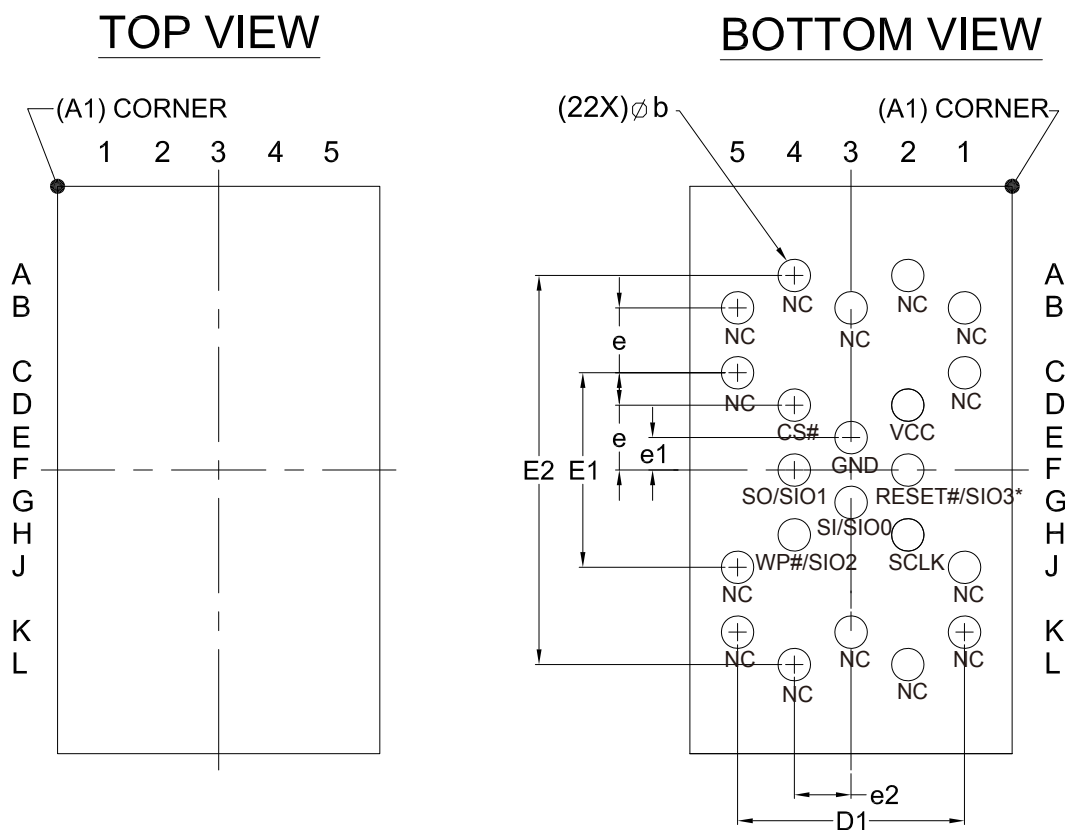 TOP VIEW
BOTTOM VIEW
(A1) CORNER
(22X)⌀b
(A1) CORNER
1 2 3 4 5
5 4 3 2 1
A
B
C
D
E
F
G
H
J
K
L
A
B
C
D
E
F
G
H
J
K
L
NC
NC
NC
NC
NC
e
NC
NC
CS#
VCC
e
e1
GND
E2
E1
SO/SIO1
RESET#/SIO3*
SI/SIO0
WP#/SIO2
SCLK
NC
NC
NC
NC
NC
NC
NC
e2
D1